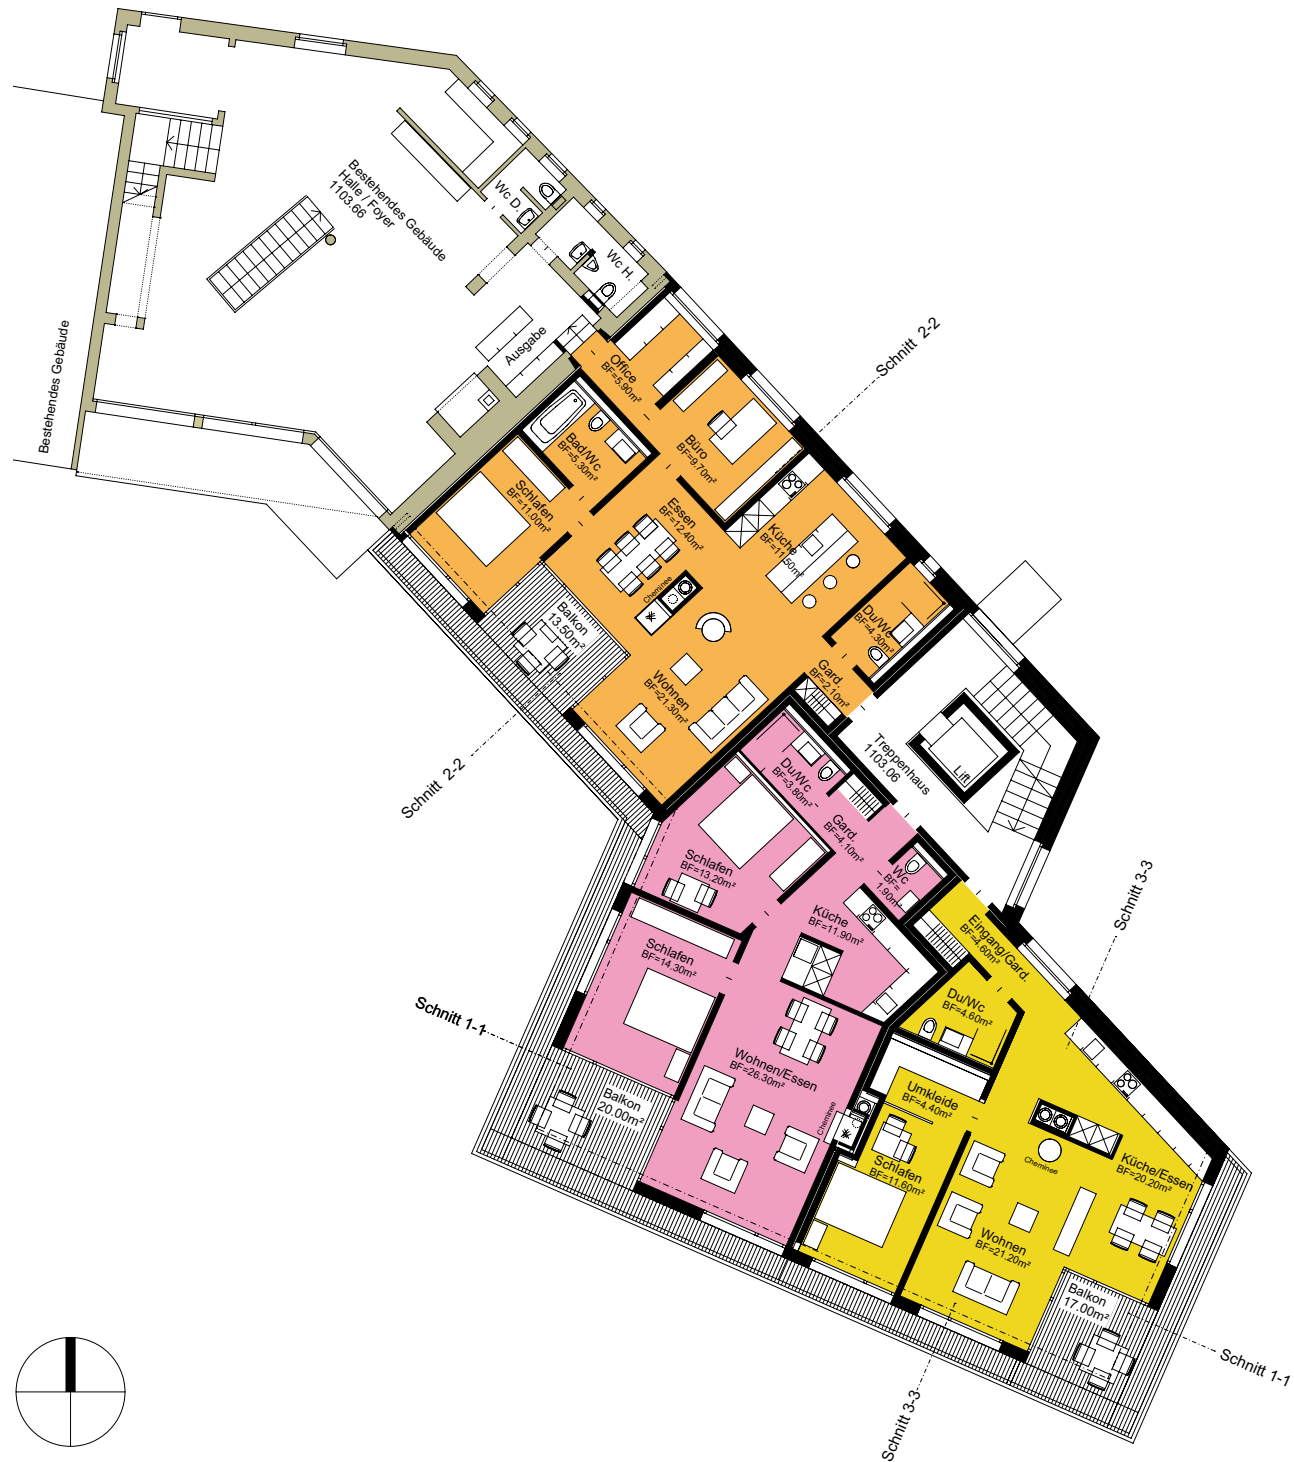 Bestehendes Gebäude
Halle / Foyer
1103.66
Wc D.
Wc H.
Ausgabe
Bestehendes Gebäude
Office
BF=5.90m²
Schnitt 2-2
Büro
BF=9.70m²
Bad/Wc
BF=5.30m²
Schlafen
BF=11.00m²
Essen
BF=12.40m²
Küche
BF=11.50m²
Cheminee
Balkon
13.50m²
Du/Wc
BF=4.30m²
Gard.
BF=2.10m²
Wohnen
BF=21.30m²
Treppenhaus
1103.06
Lift
Schnitt 2-2
Du/Wc
BF=3.80m²
Gard.
BF=4.10m²
Schlafen
BF=13.20m²
Wc
BF=
1.90m²
Küche
BF=11.90m²
Schnitt 3-3
Eingang/Gard.
BF=4.60m²
Schlafen
BF=14.30m²
Du/Wc
BF=4.60m²
Schnitt 1-1
Wohnen/Essen
BF=26.30m²
Balkon
20.00m²
Cheminee
Umkleide
BF=4.40m²
Schlafen
BF=11.60m²
Cheminee
Küche/Essen
BF=20.20m²
Wohnen
BF=21.20m²
Balkon
17.00m²
Schnitt 1-1
Schnitt 3-3